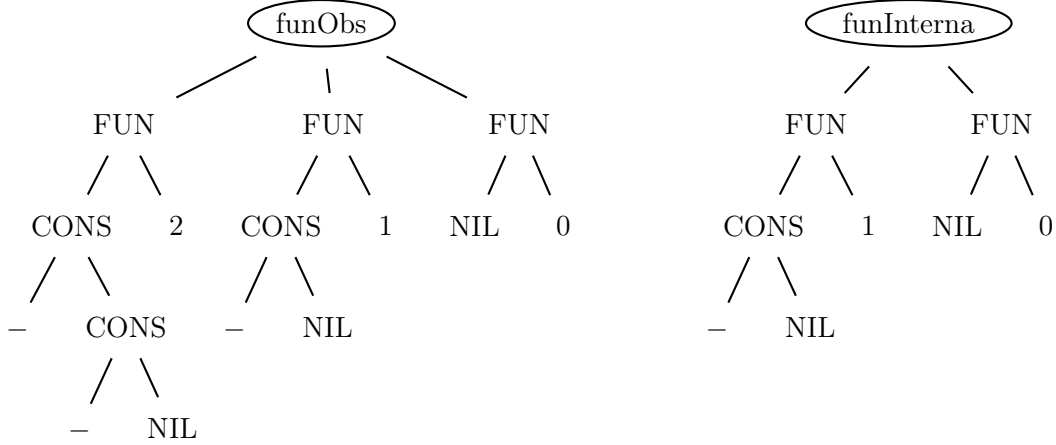 funObs funInterna
FUN FUN FUN FUN FUN
CONS 2 CONS 1 NIL 0 CONS 1 NIL 0
– CONS – NIL – NIL
– NIL